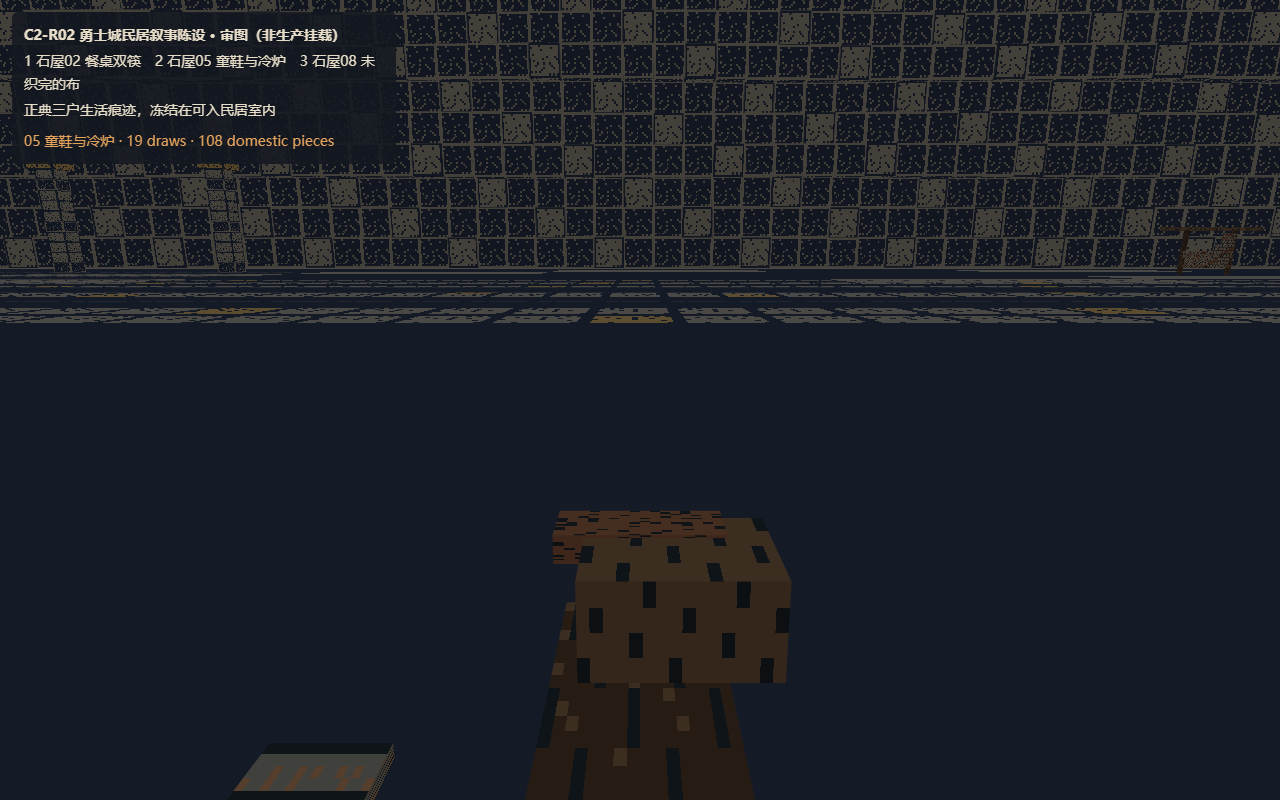 C2-R02 勇士城民居叙事陈设 • 审图（非生产挂载）
1 石屋02 餐桌双筷 2 石屋05 童鞋与冷炉 3 石屋08 未
织完的布
正典三户生活痕迹，冻结在可入民居室内
05 童鞋与冷炉 · 19 draws · 108 domestic pieces